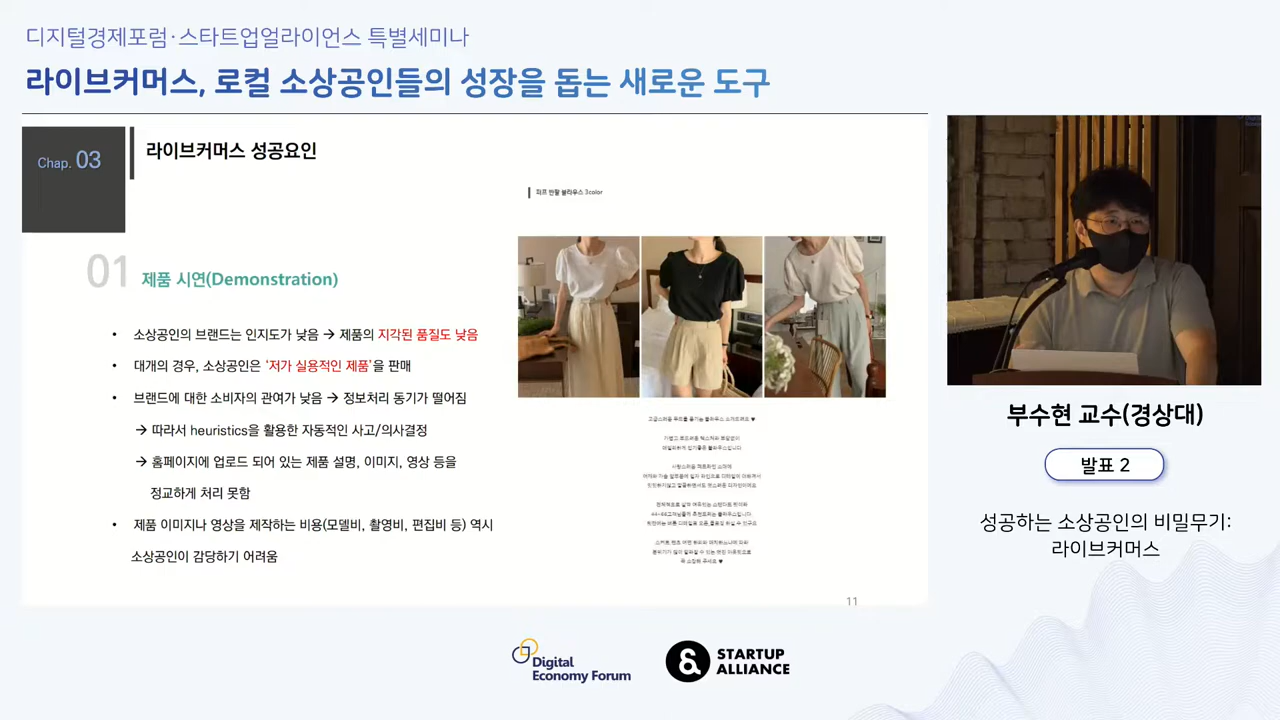 디지털경제포럼·스타트업얼라이언스 특별세미나
라이브커머스, 로컬 소상공인들의 성장을 돕는 새로운 도구
Chap. 03
라이브커머스 성공요인
퍼프 반팔 블라우스 3color
01 제품 시연(Demonstration)
• 소상공인의 브랜드는 인지도가 낮음 → 제품의 지각된 품질도 낮음
• 대개의 경우, 소상공인은 '저가 실용적인 제품'을 판매
• 브랜드에 대한 소비자의 관여가 낮음 → 정보처리 동기가 떨어짐
→ 따라서 heuristics을 활용한 자동적인 사고/의사결정
→ 홈페이지에 업로드 되어 있는 제품 설명, 이미지, 영상 등을
정교하게 처리 못함
• 제품 이미지나 영상을 제작하는 비용(모델비, 촬영비, 편집비 등) 역시
소상공인이 감당하기 어려움
11
부수현 교수(경상대)
발표 2
성공하는 소상공인의 비밀무기:
라이브커머스
Digital
Economy Forum
STARTUP
ALLIANCE